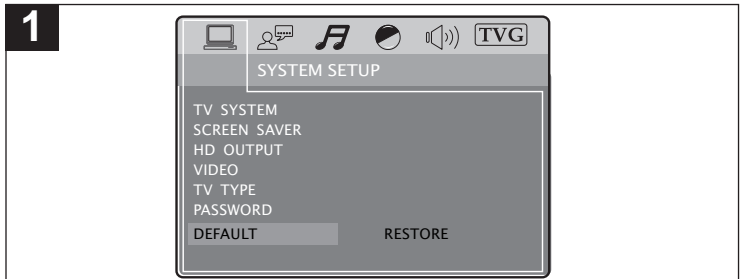 1
TVG
SYSTEM SETUP
TV SYSTEM
SCREEN SAVER
HD OUTPUT
VIDEO
TV TYPE
PASSWORD
DEFAULT RESTORE